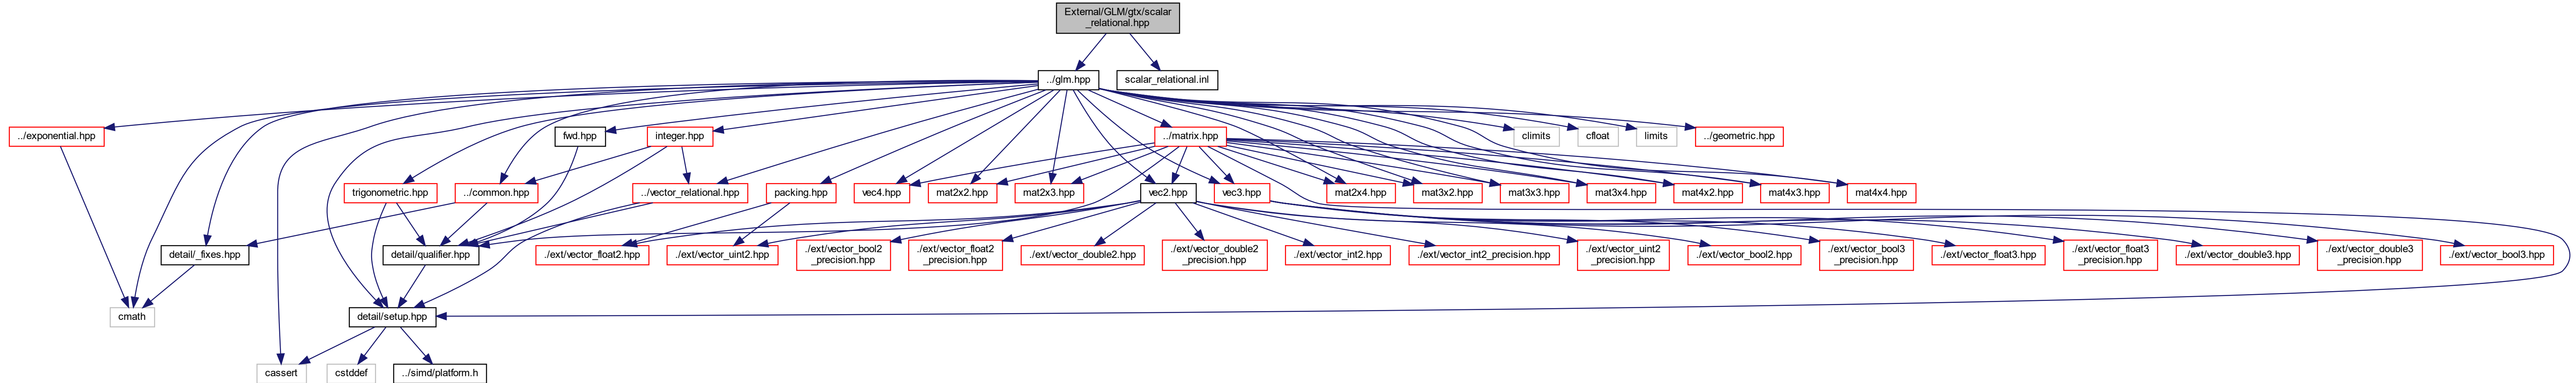 External/GLM/gtx/scalar
_relational.hpp
../glm.hpp
scalar_relational.inl
../exponential.hpp
fwd.hpp
integer.hpp
../matrix.hpp
climits
cfloat
limits
../geometric.hpp
trigonometric.hpp
../common.hpp
../vector_relational.hpp
packing.hpp
vec4.hpp
mat2x2.hpp
mat2x3.hpp
vec2.hpp
vec3.hpp
mat2x4.hpp
mat3x2.hpp
mat3x3.hpp
mat3x4.hpp
mat4x2.hpp
mat4x3.hpp
mat4x4.hpp
detail/_fixes.hpp
detail/qualifier.hpp
./ext/vector_float2.hpp
./ext/vector_uint2.hpp
./ext/vector_bool2
_precision.hpp
./ext/vector_float2
_precision.hpp
./ext/vector_double2.hpp
./ext/vector_double2
_precision.hpp
./ext/vector_int2.hpp
./ext/vector_int2_precision.hpp
./ext/vector_uint2
_precision.hpp
./ext/vector_bool2.hpp
./ext/vector_bool3
_precision.hpp
./ext/vector_float3.hpp
./ext/vector_float3
_precision.hpp
./ext/vector_double3.hpp
./ext/vector_double3
_precision.hpp
./ext/vector_bool3.hpp
cmath
detail/setup.hpp
cassert
cstddef
../simd/platform.h